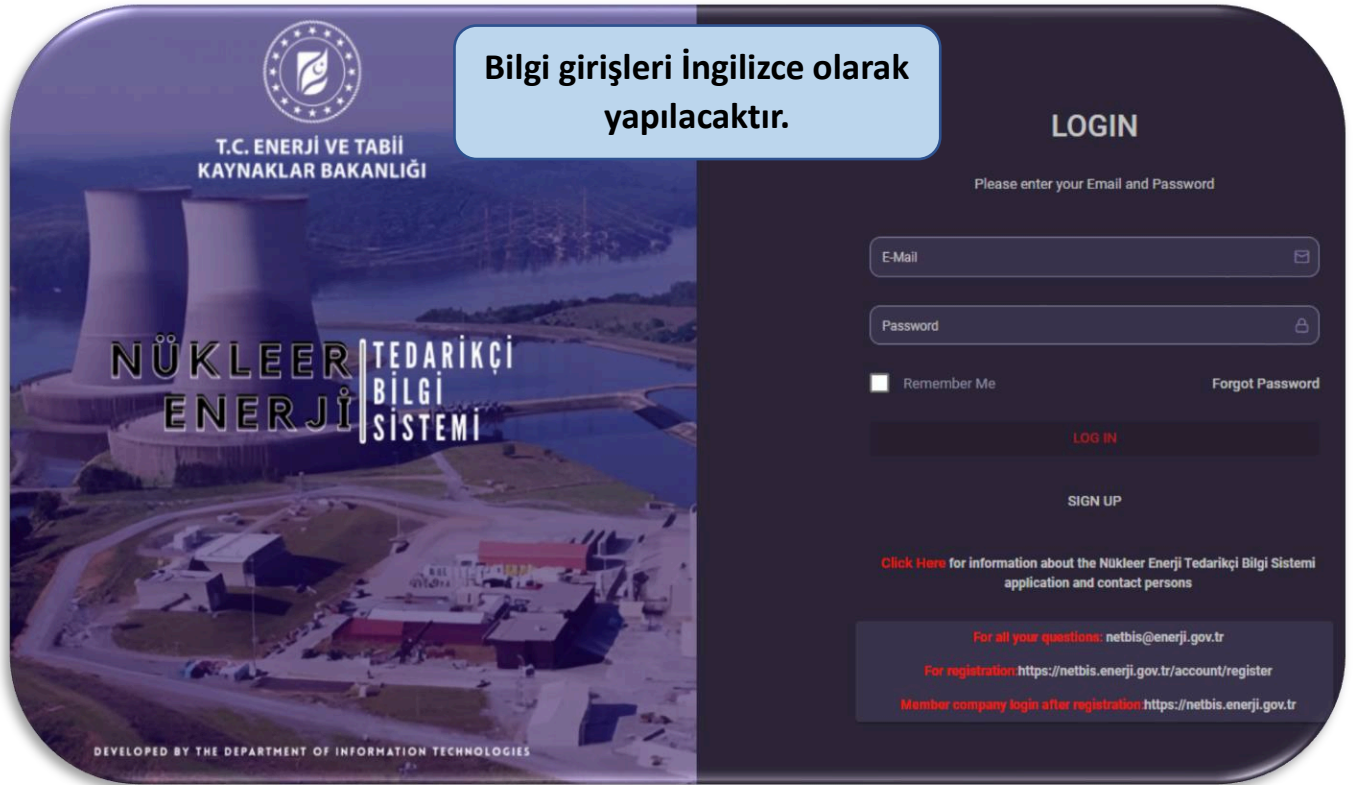 T.C. ENERJİ VE TABİİ
KAYNAKLAR BAKANLIĞI
NÜKLEER
ENERJİ
TEDARİKÇİ
BİLGİ
SİSTEMİ
DEVELOPED BY THE DEPARTMENT OF INFORMATION TECHNOLOGIES
Bilgi girişleri İngilizce olarak
yapılacaktır.
LOGIN
Please enter your Email and Password
E-Mail
Password
Remember Me
Forgot Password
LOG IN
SIGN UP
Click Here for information about the Nükleer Enerji Tedarikçi Bilgi Sistemi
application and contact persons
For all your questions: netbis@enerji.gov.tr
For registration:https://netbis.enerji.gov.tr/account/register
Member company login after registration:https://netbis.enerji.gov.tr